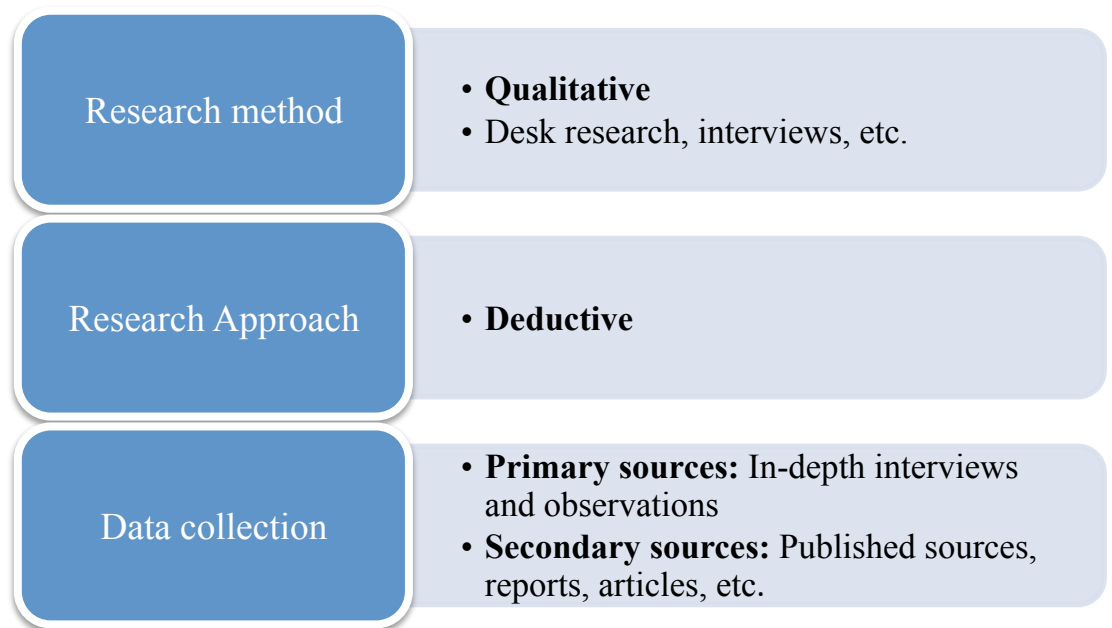 Research method
• Qualitative
• Desk research, interviews, etc.
Research Approach
• Deductive
Data collection
• Primary sources: In-depth interviews
and observations
• Secondary sources: Published sources,
reports, articles, etc.